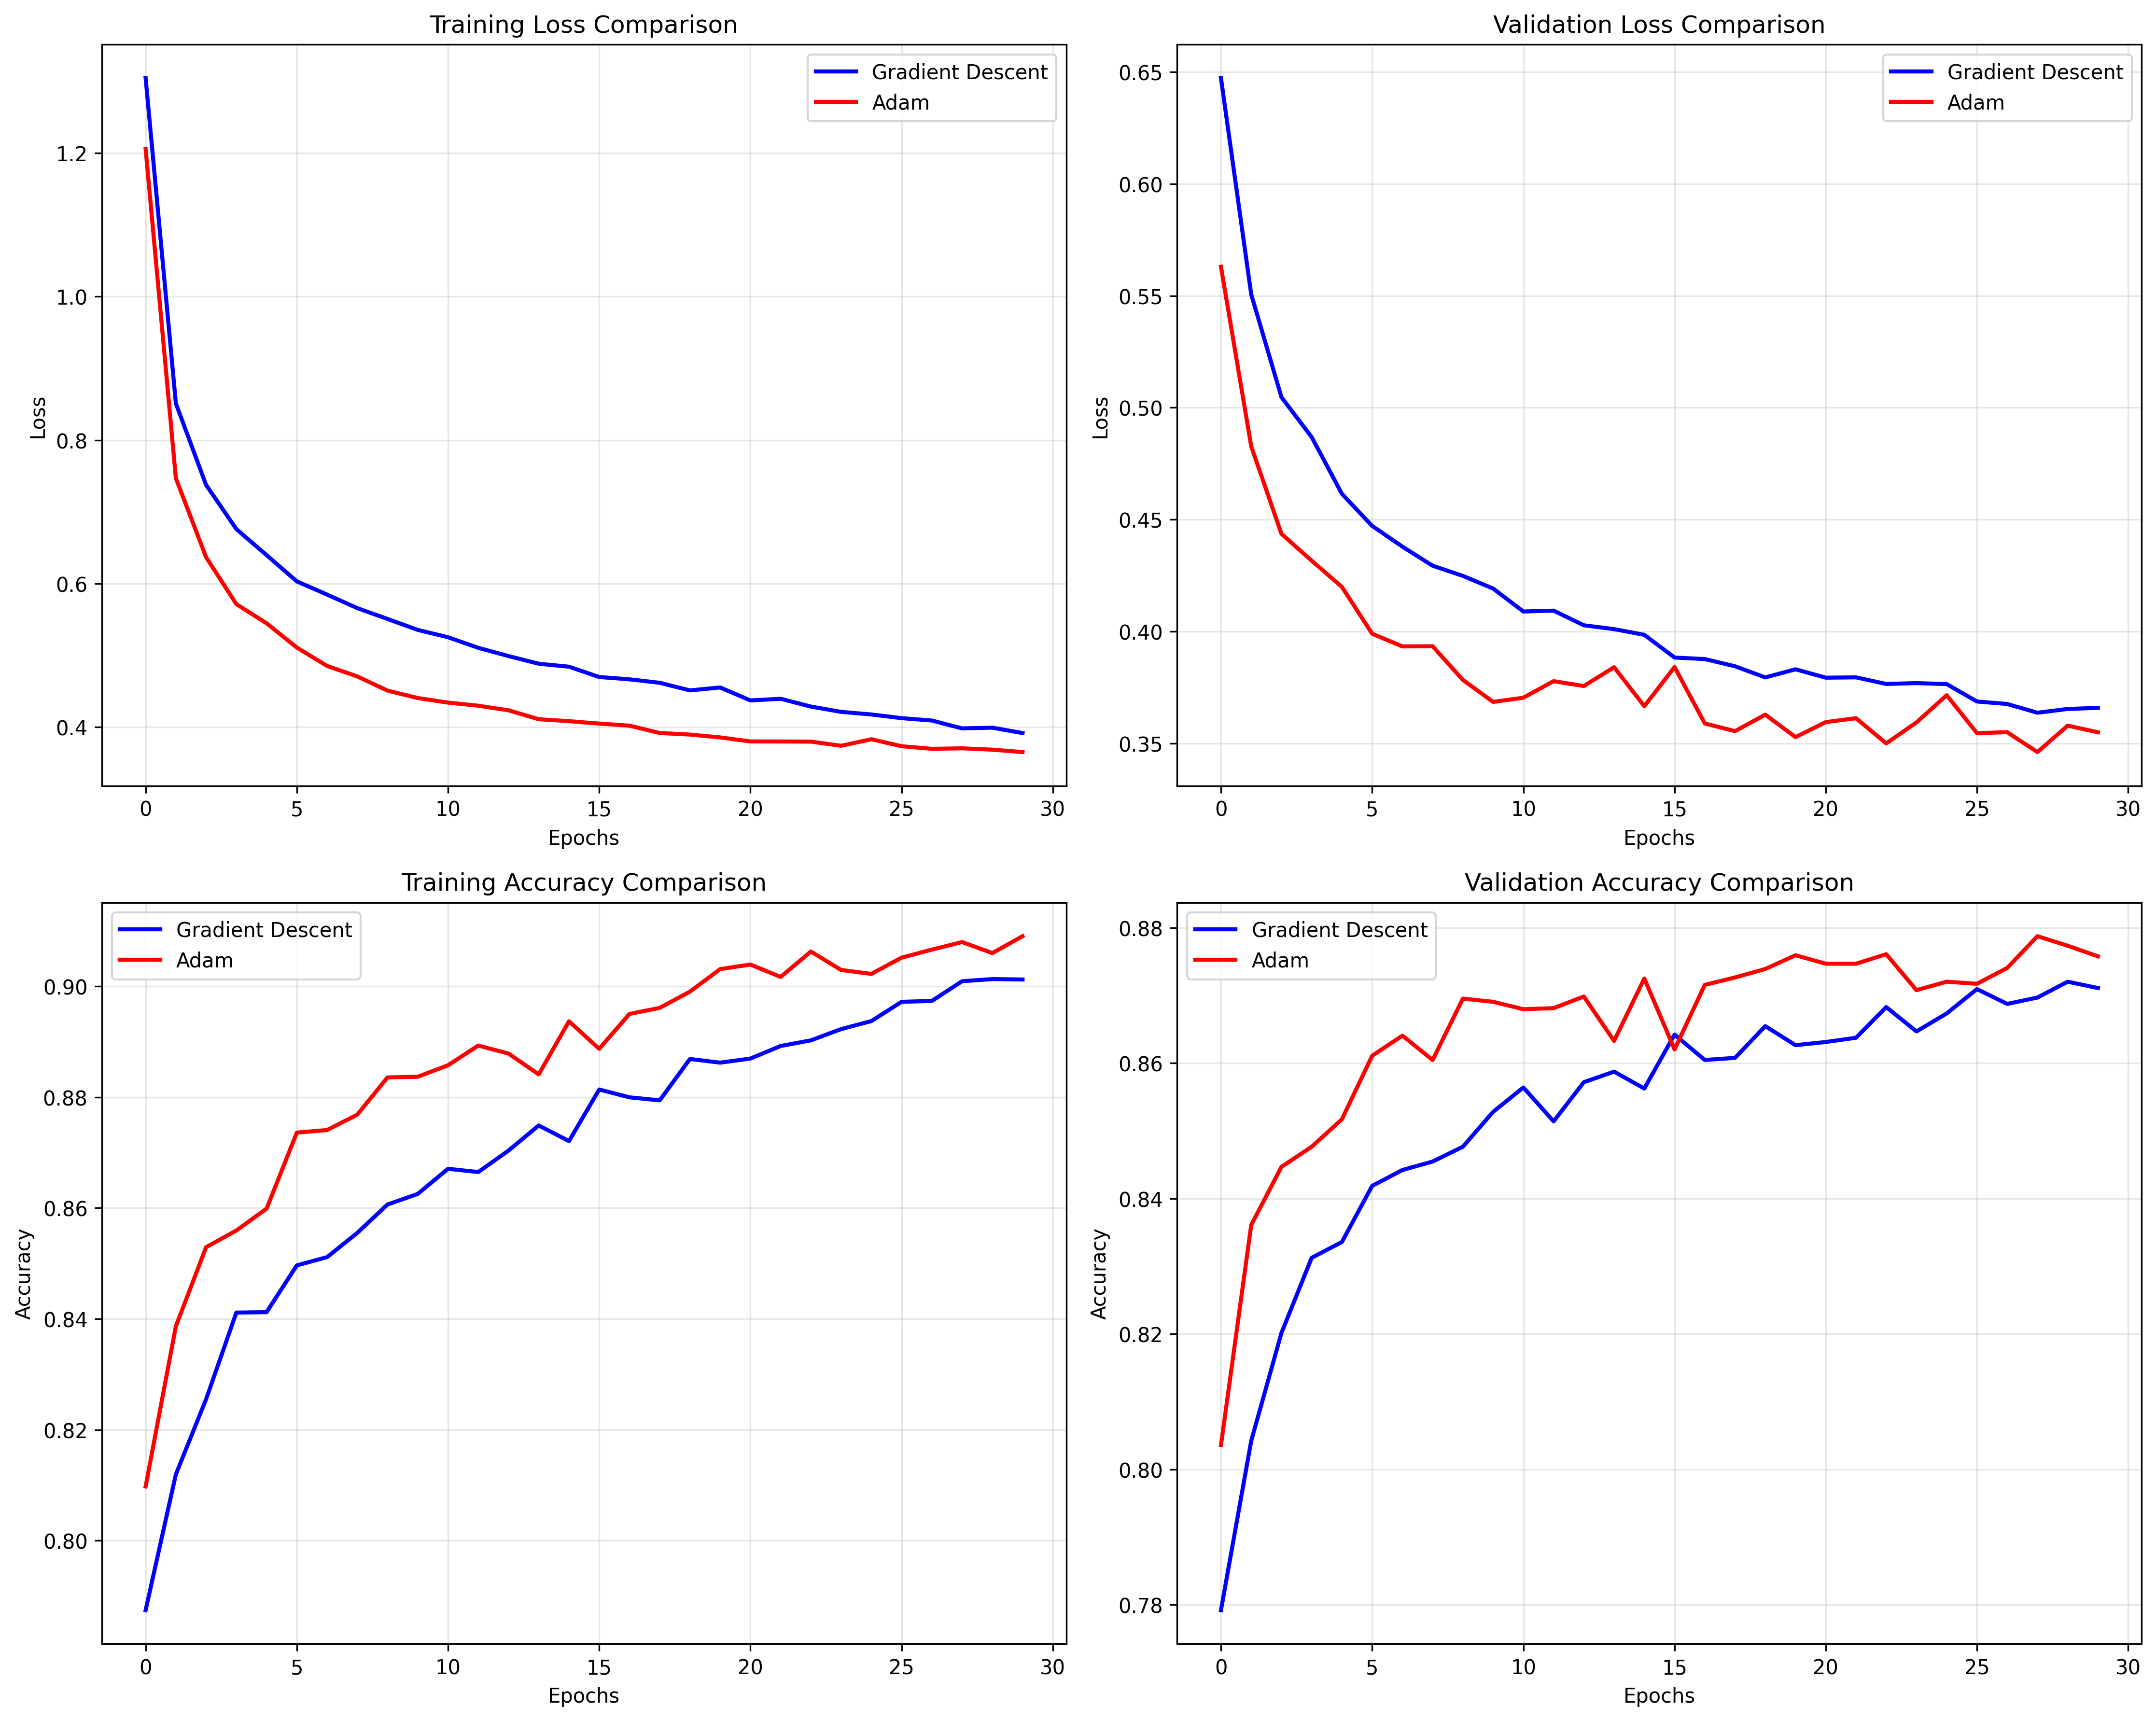 Training Loss Comparison
Gradient Descent
Adam
Loss
1.2
1.0
0.8
0.6
0.4
0 5 10 15 20 25 30
Epochs
Validation Loss Comparison
Gradient Descent
Adam
Loss
0.65
0.60
0.55
0.50
0.45
0.40
0.35
0 5 10 15 20 25 30
Epochs
Training Accuracy Comparison
Gradient Descent
Adam
Accuracy
0.90
0.88
0.86
0.84
0.82
0.80
0 5 10 15 20 25 30
Epochs
Validation Accuracy Comparison
Gradient Descent
Adam
Accuracy
0.88
0.86
0.84
0.82
0.80
0.78
0 5 10 15 20 25 30
Epochs